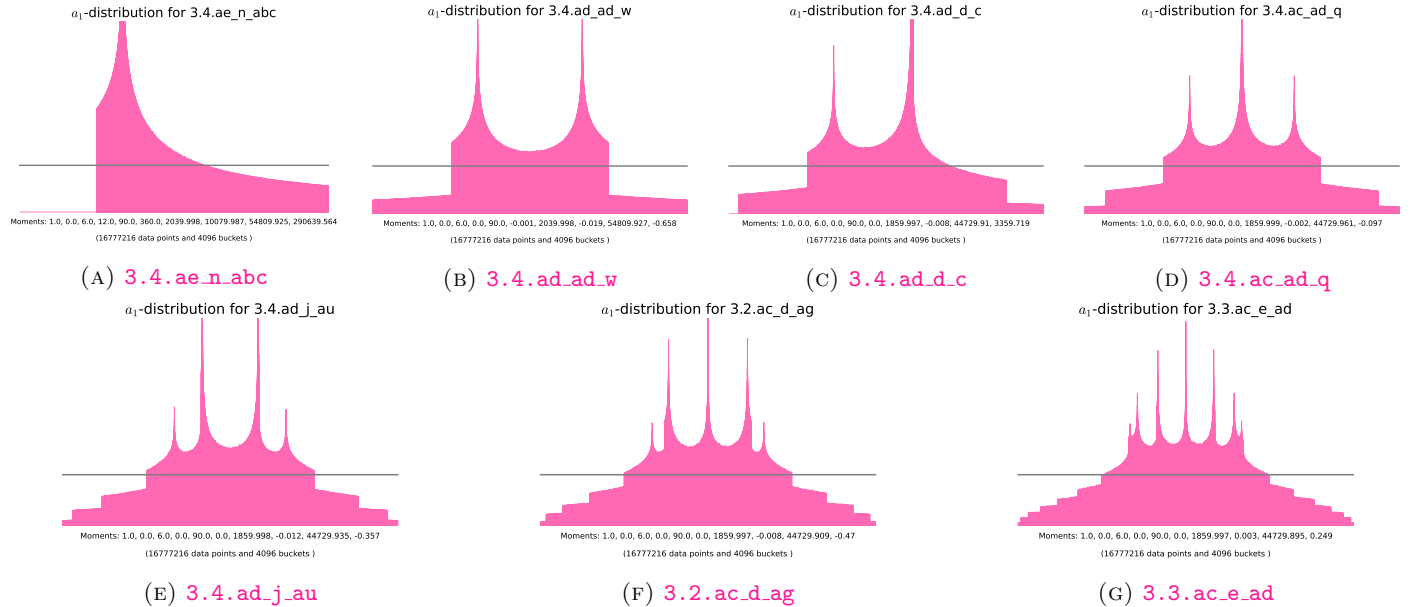 a₁-distribution for 3.4.ae_n_abc
Moments: 1.0, 0.0, 6.0, 12.0, 90.0, 360.0, 2039.998, 10079.987, 54809.925, 290639.564
(16777216 data points and 4096 buckets )
(A) 3.4.ae_n_abc
a₁-distribution for 3.4.ad_ad_w
Moments: 1.0, 0.0, 6.0, 0.0, 90.0, -0.001, 2039.998, -0.019, 54809.927, -0.658
(16777216 data points and 4096 buckets )
(B) 3.4.ad_ad_w
a₁-distribution for 3.4.ad_d_c
Moments: 1.0, 0.0, 6.0, 0.0, 90.0, 0.0, 1859.997, -0.008, 44729.91, 3359.719
(16777216 data points and 4096 buckets )
(C) 3.4.ad_d_c
a₁-distribution for 3.4.ac_ad_q
Moments: 1.0, 0.0, 6.0, 0.0, 90.0, 0.0, 1859.999, -0.002, 44729.961, -0.097
(16777216 data points and 4096 buckets )
(D) 3.4.ac_ad_q
a₁-distribution for 3.4.ad_j_au
Moments: 1.0, 0.0, 6.0, 0.0, 90.0, 0.0, 1859.998, -0.012, 44729.935, -0.357
(16777216 data points and 4096 buckets )
(E) 3.4.ad_j_au
a₁-distribution for 3.2.ac_d_ag
Moments: 1.0, 0.0, 6.0, 0.0, 90.0, 0.0, 1859.997, -0.008, 44729.909, -0.47
(16777216 data points and 4096 buckets )
(F) 3.2.ac_d_ag
a₁-distribution for 3.3.ac_e_ad
Moments: 1.0, 0.0, 6.0, 0.0, 90.0, 0.0, 1859.997, 0.003, 44729.895, 0.249
(16777216 data points and 4096 buckets )
(G) 3.3.ac_e_ad